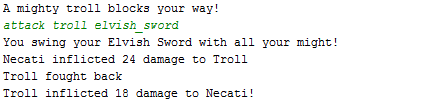 A mighty troll blocks your way!
attack troll elvish_sword
You swing your Elvish Sword with all your might!
Necati inflicted 24 damage to Troll
Troll fought back
Troll inflicted 18 damage to Necati!